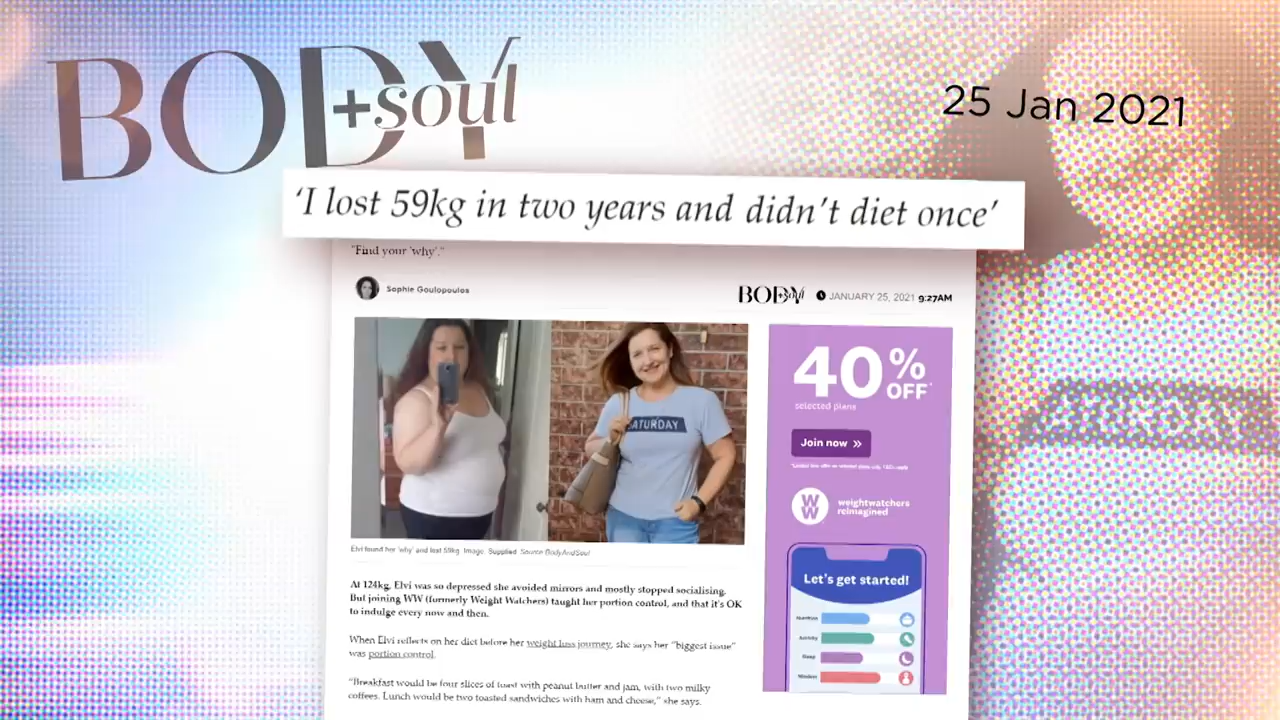 BODY
+soul
25 Jan 2021
‘I lost 59kg in two years and didn’t diet once’
"Find your 'why'."
Sophie Goulopoulos
BODY +soul JANUARY 25, 2021 9:27AM
SATURDAY
Elvi found her 'why' and lost 59kg. Image: Supplied Source:BodyAndSoul
At 124kg, Elvi was so depressed she avoided mirrors and mostly stopped socialising.
But joining WW (formerly Weight Watchers) taught her portion control, and that it's OK
to indulge every now and then.
When Elvi reflects on her diet before her weight loss journey, she says her "biggest issue"
was portion control.
"Breakfast would be four slices of toast with peanut butter and jam, with two milky
coffees. Lunch would be two toasted sandwiches with ham and cheese," she says.
40%
OFF*
selected plans
Join now »
WW
weightwatchers
reimagined
Let's get started!
Nutrition
Activity
Sleep
Mindset